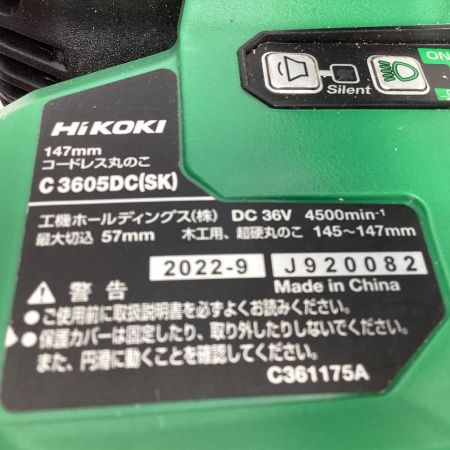 ON
Silent
HiKOKI
147mm
コードレス丸のこ
C 3605DC(SK)
工機ホールディングス(株) DC 36V 4500min-1
最大切込 57mm 木工用、超硬丸のこ 145～147mm
2022-9 J920082
Made in China
警告
●ご使用前に取扱説明書を必ずよくお読みください。
●保護カバーは固定したり、取り外したりしないでください。
また、円滑に動くことを確認してください。
C361175A